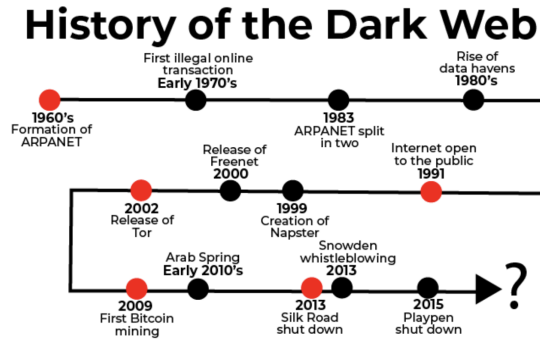 History of the Dark Web
First illegal online
transaction
Early 1970's
Rise of
data havens
1980's
1960's
Formation of
ARPANET
1983
ARPANET split
in two
Release of
Freenet
2000
Internet open
to the public
1991
2002
Release of
Tor
1999
Creation of
Napster
Arab Spring
Early 2010's
Snowden
whistleblowing
2013
2009
First Bitcoin
mining
2013
Silk Road
shut down
2015
Playpen
shut down
?